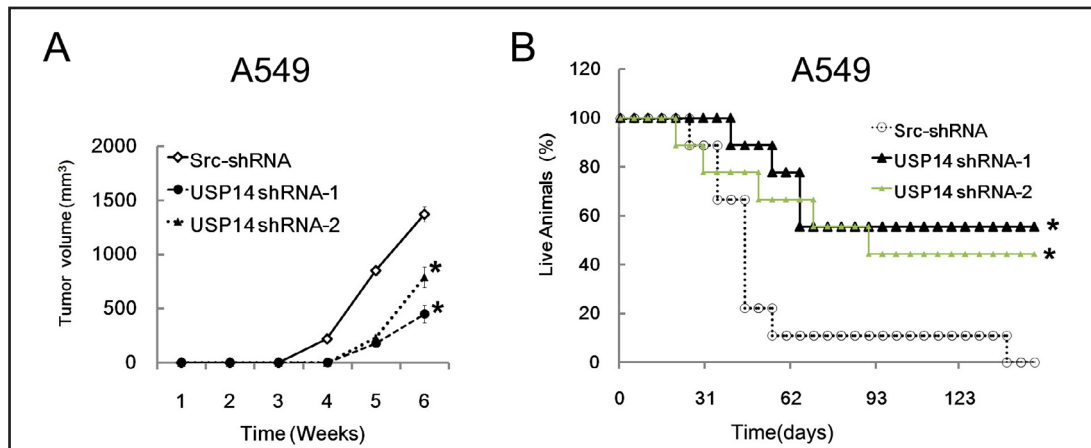 A
A549
2000
1500
1000
500
0
Tumor volume (mm³)
Src-shRNA
USP14 shRNA-1
USP14 shRNA-2
*
*
1 2 3 4 5 6
Time (Weeks)
B
A549
120
100
80
60
40
20
0
Live Animals (%)
Src-shRNA
USP14 shRNA-1
USP14 shRNA-2
*
*
0 31 62 93 123
Time(days)